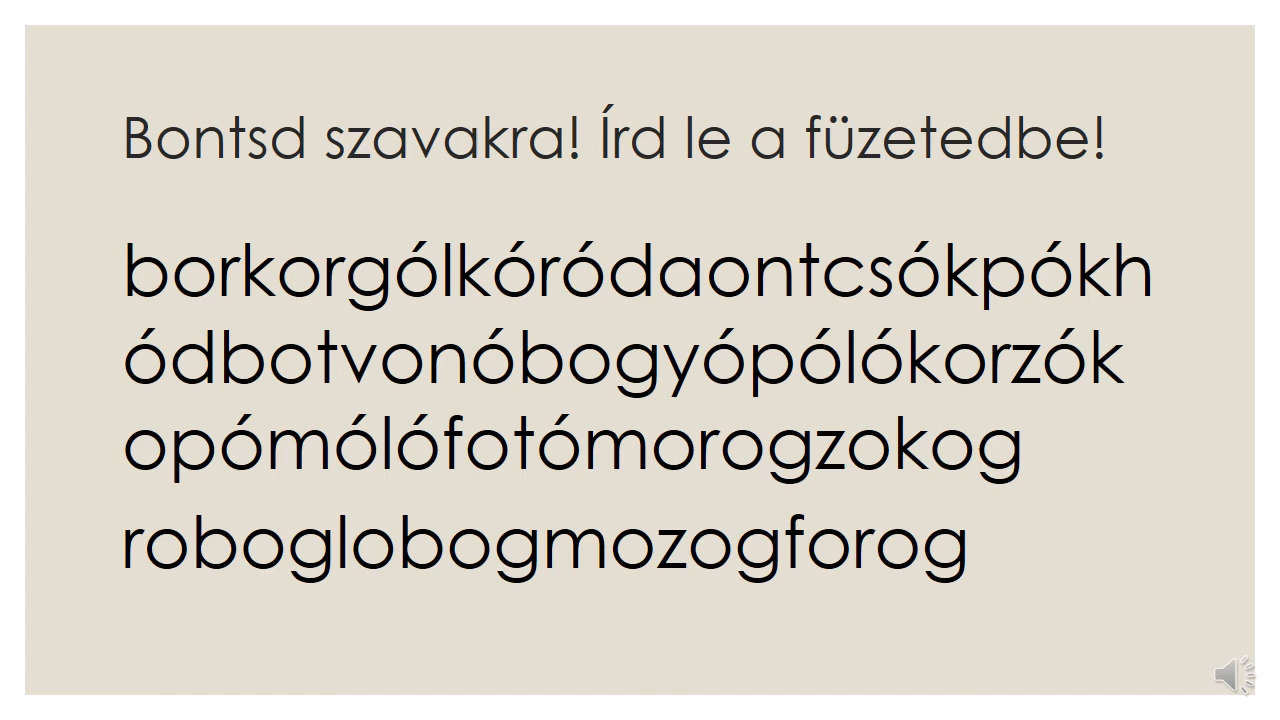 Bontsd szavakra! Írd le a füzetedbe!
borkorgólkóródaontcsókpókh
ódbotvonóbogyópólókorzók
opómólófotómorogzokog
roboglobogmozogforog